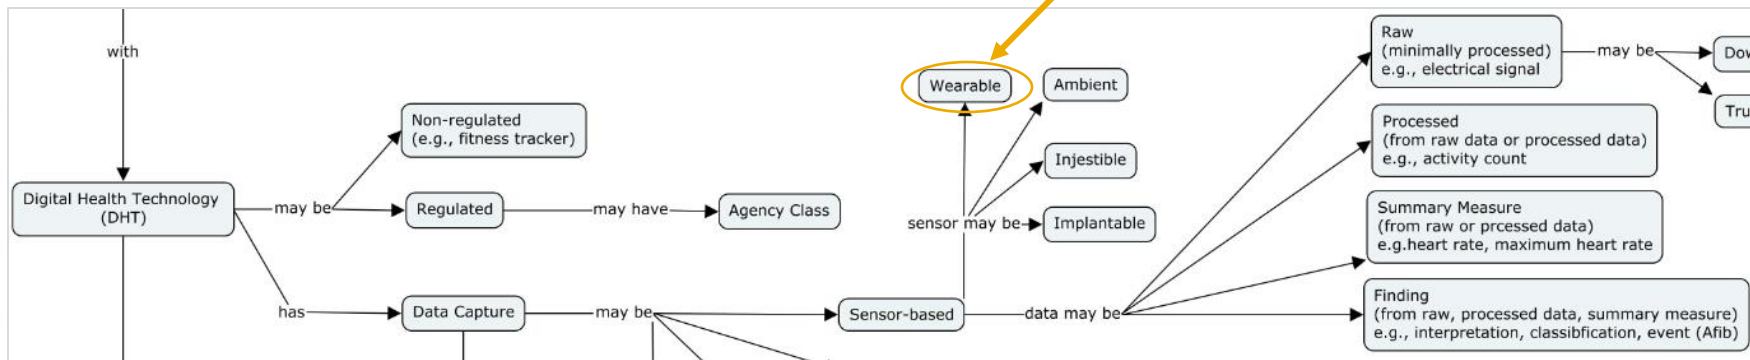 with
Digital Health Technology
(DHT)
may be
Non-regulated
(e.g., fitness tracker)
Regulated
may have
Agency Class
has
Data Capture
may be
Sensor-based
sensor may be
Wearable
Ambient
Injestible
Implantable
data may be
Raw
(minimally processed)
e.g., electrical signal
may be
Dow
Tru
Processed
(from raw data or processed data)
e.g., activity count
Summary Measure
(from raw or prcessed data)
e.g.heart rate, maximum heart rate
Finding
(from raw, processed data, summary measure)
e.g., interpretation, classibfication, event (Afib)